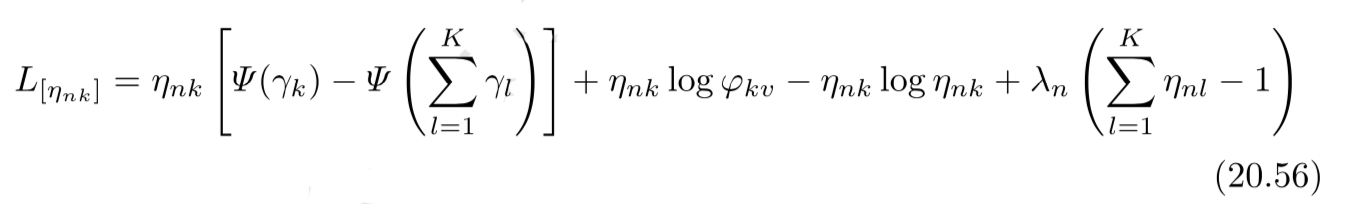 L_{[\eta_{nk}]} = \eta_{nk} \left[ \Psi(\gamma_k) - \Psi \left( \sum_{l=1}^{K} \gamma_l \right) \right] + \eta_{nk} \log \varphi_{kv} - \eta_{nk} \log \eta_{nk} + \lambda_n \left( \sum_{l=1}^{K} \eta_{nl} - 1 \right)
(20.56)